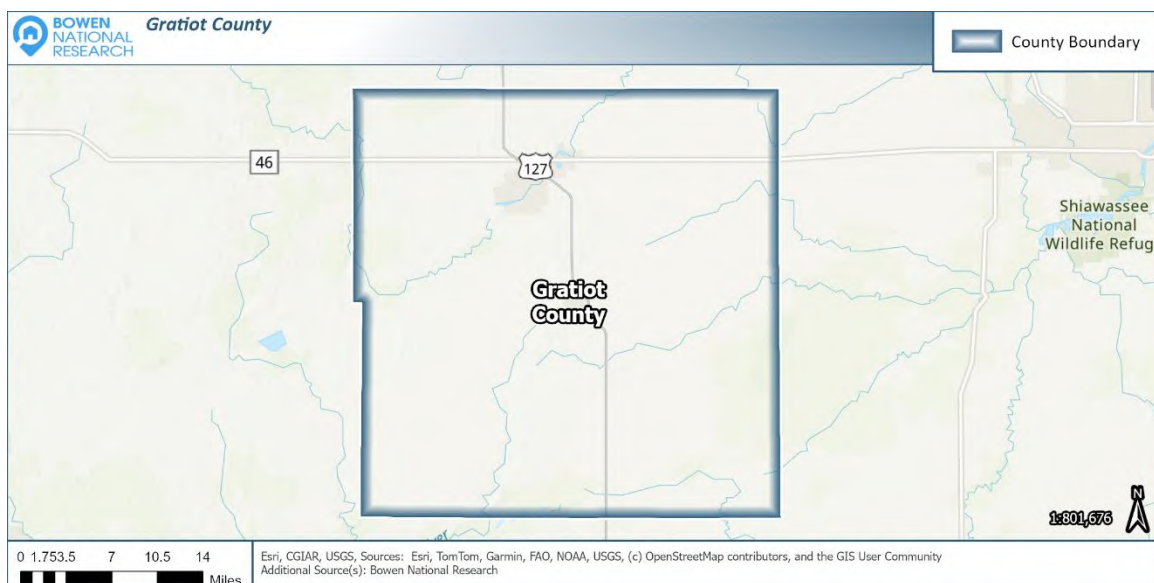 BOWEN
NATIONAL
RESEARCH
Gratiot County
County Boundary
46
127
Shiawassee
National
Wildlife Refug
Gratiot
County
N
1:801,676
0 1.753.5 7 10.5 14
Miles
Esri, CGIAR, USGS, Sources: Esri, TomTom, Garmin, FAO, NOAA, USGS, (c) OpenStreetMap contributors, and the GIS User Community
Additional Source(s): Bowen National Research